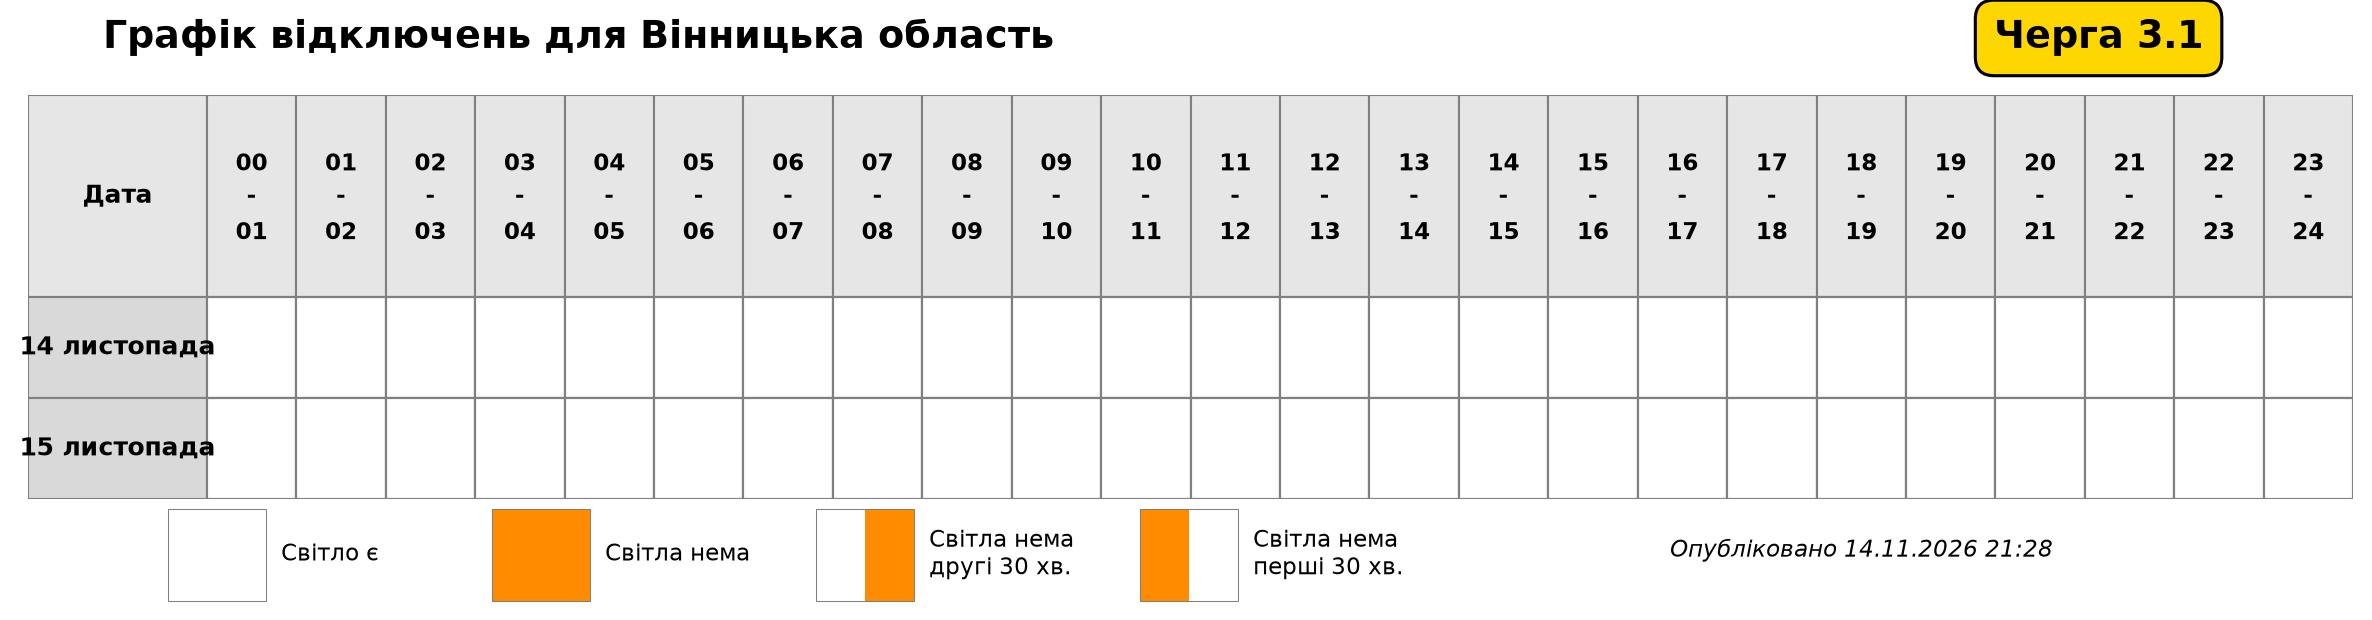 Графік відключень для Вінницька область
Черга 3.1
Дата
00 - 01
01 - 02
02 - 03
03 - 04
04 - 05
05 - 06
06 - 07
07 - 08
08 - 09
09 - 10
10 - 11
11 - 12
12 - 13
13 - 14
14 - 15
15 - 16
16 - 17
17 - 18
18 - 19
19 - 20
20 - 21
21 - 22
22 - 23
23 - 24
14 листопада
15 листопада
Світло є
Світла нема
Світла нема
другі 30 хв.
Світла нема
перші 30 хв.
Опубліковано 14.11.2026 21:28